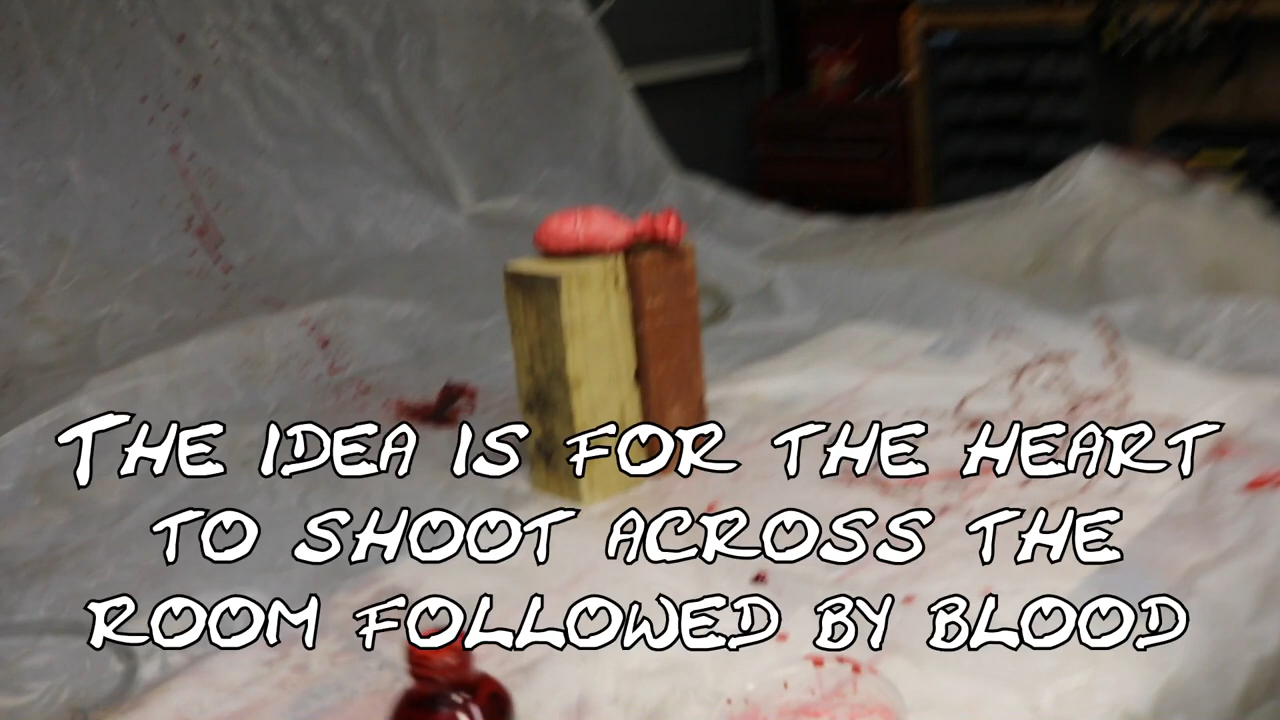 The idea is for the heart
to shoot across the
room followed by blood